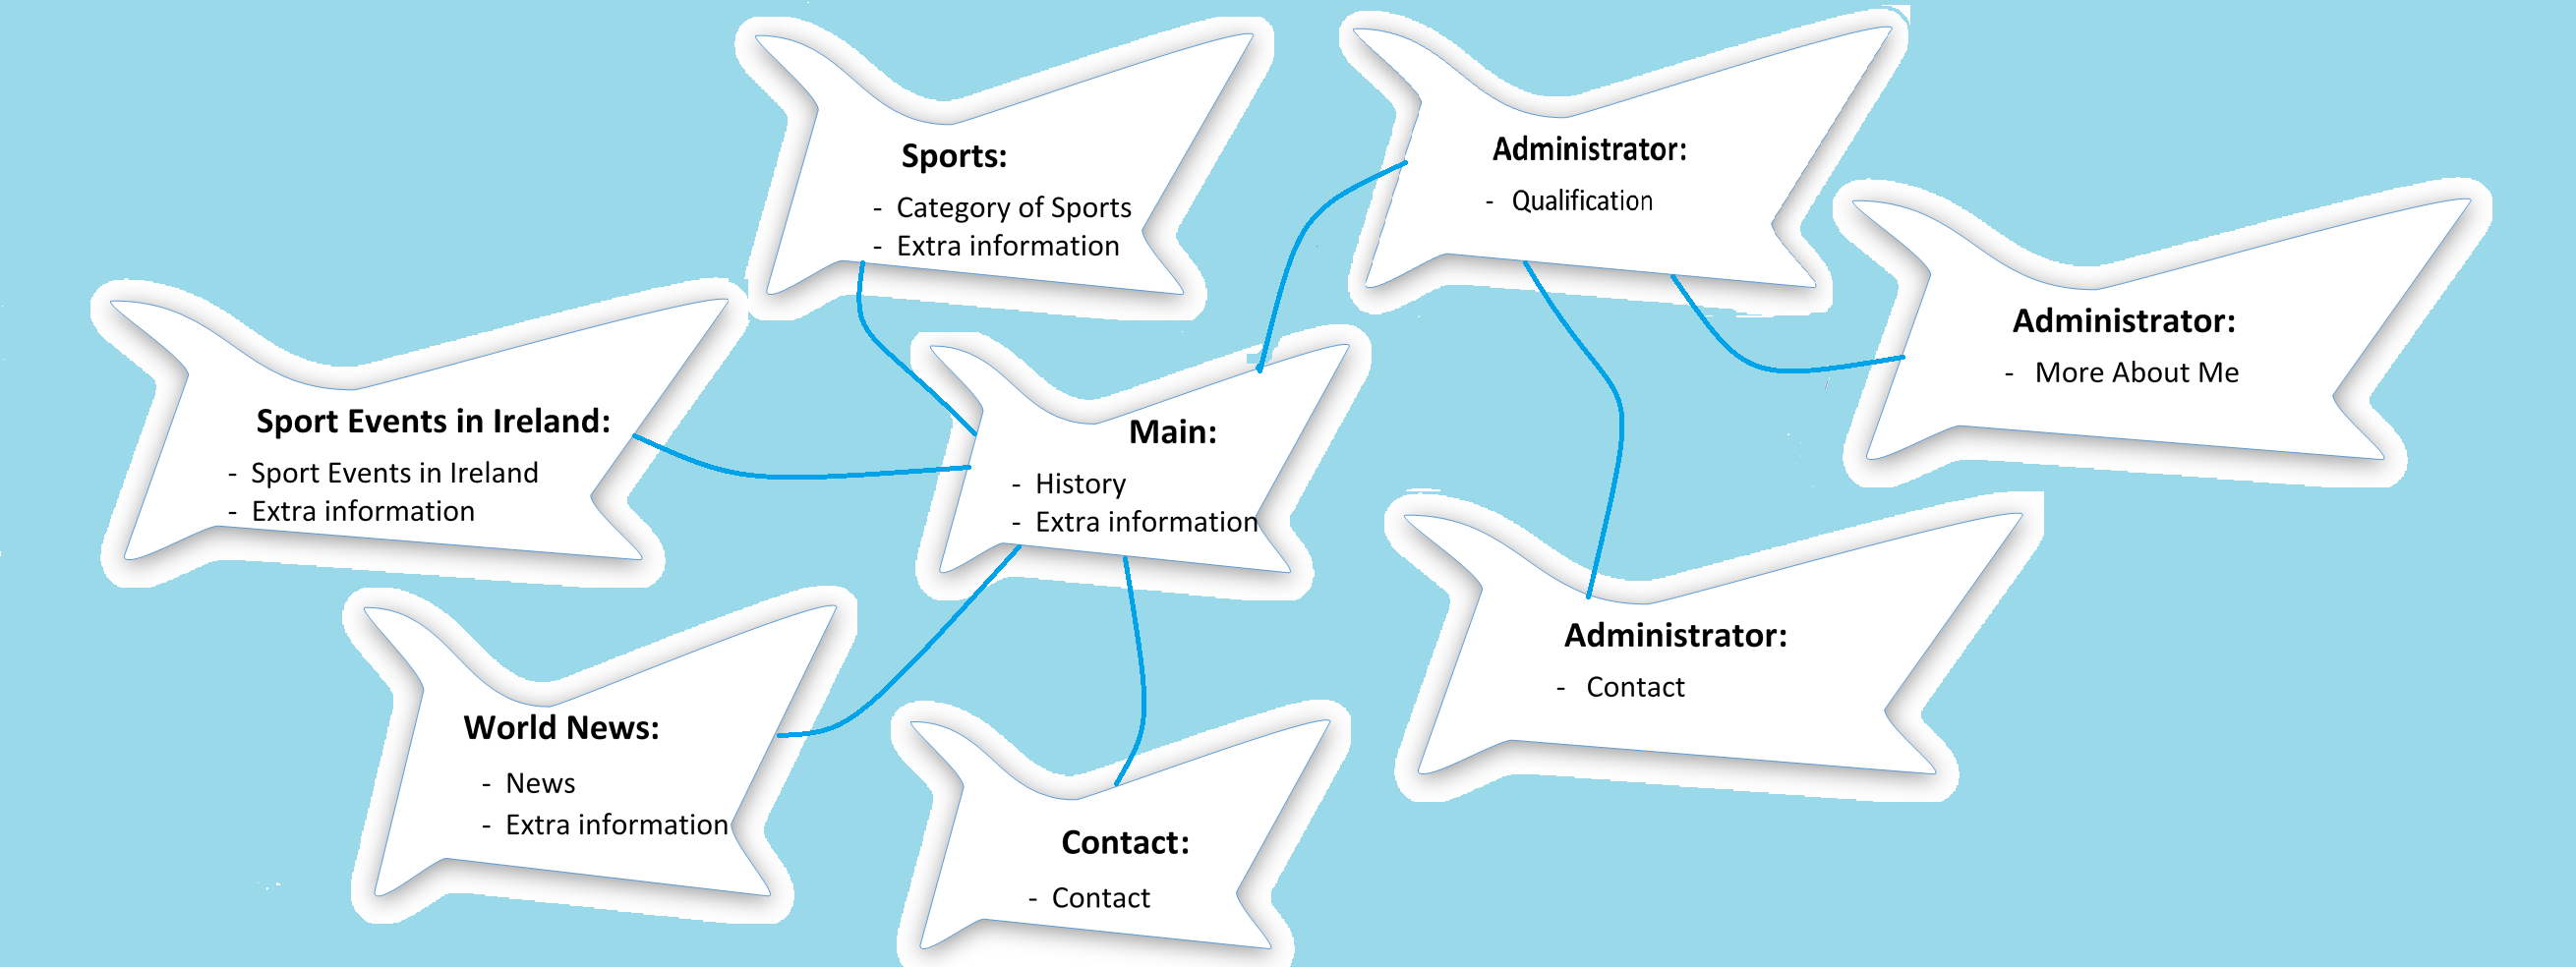 Sports:
- Category of Sports
- Extra information
Administrator:
- Qualification
Administrator:
- More About Me
Sport Events in Ireland:
- Sport Events in Ireland
- Extra information
Main:
- History
- Extra information
Administrator:
- Contact
World News:
- News
- Extra information
Contact:
- Contact